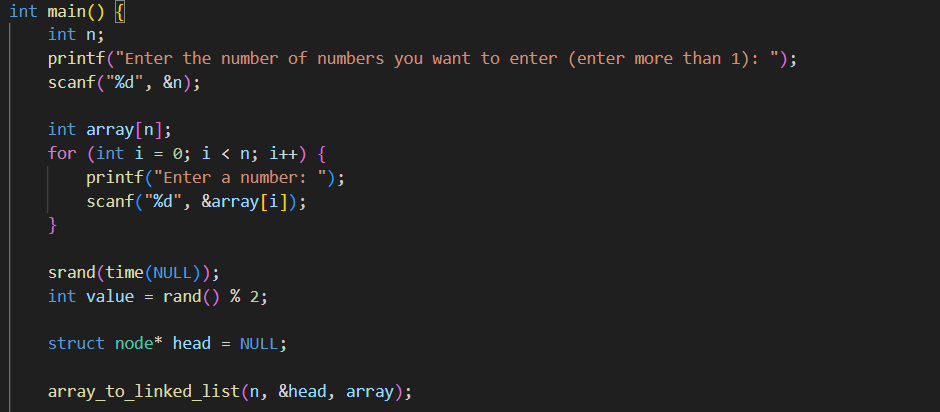 int main() {
int n;
printf("Enter the number of numbers you want to enter (enter more than 1): ");
scanf("%d", &n);
int array[n];
for (int i = 0; i < n; i++) {
printf("Enter a number: ");
scanf("%d", &array[i]);
}
srand(time(NULL));
int value = rand() % 2;
struct node* head = NULL;
array_to_linked_list(n, &head, array);